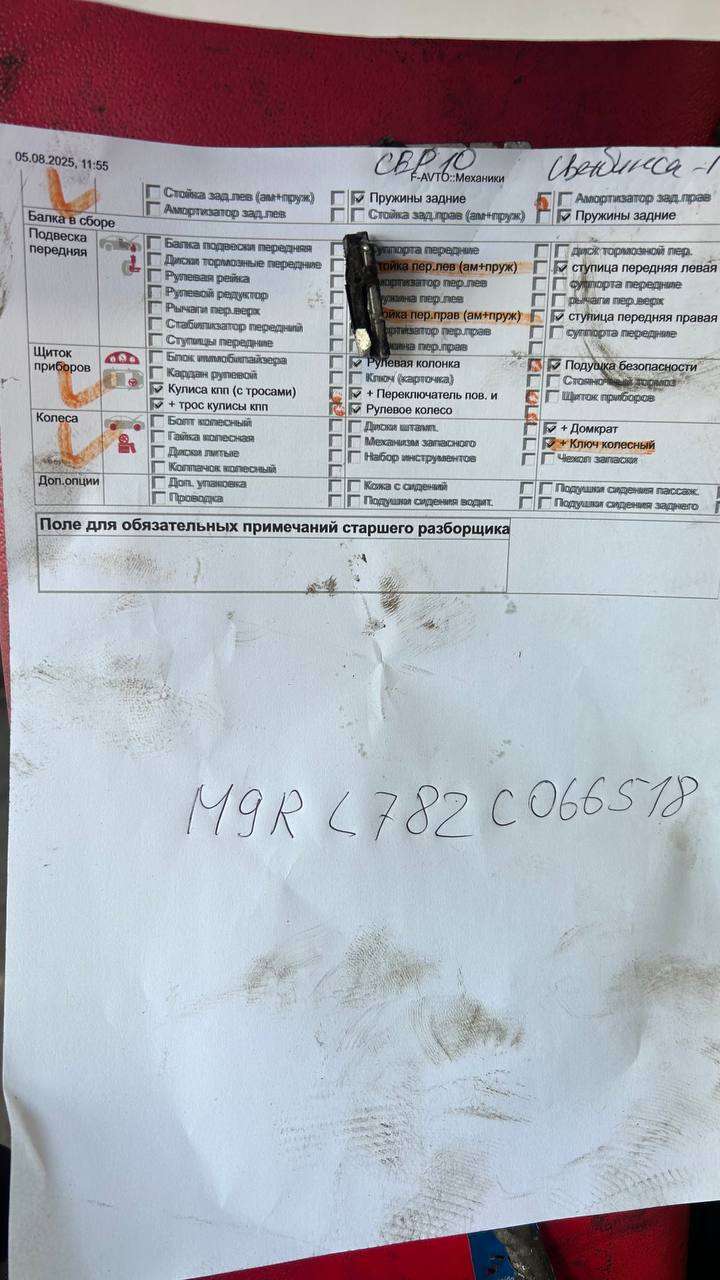 05.08.2025, 11:55
СВР10
F-AVTO::Механики
Стойка зад.лев (ам+пруж) Пружины задние Амортизатор зад.прав
Амортизатор зад.лев Стойка зад.прав (ам+пруж) Пружины задние
Балка в сборе
Подвеска передняя
Балка подвески передняя суппорта передние диск тормозной пер.
Диски тормозные передние стойка пер.лев (ам+пруж) ступица передняя левая
Рулевая рейка амортизатор пер.лев суппорта передние
Рулевой редуктор пружина пер.лев рычаги пер.верх
Рычаги пер.верх стойка пер.прав (ам+пруж) ступица передняя правая
Стабилизатор передний амортизатор пер.прав суппорта передние
Ступицы передние пружина пер.прав
Щиток приборов
Блок иммобилайзера Рулевая колонка Подушка безопасности
Кардан рулевой Ключ (карточка) Стояночный тормоз
Кулиса кпп (с тросами) + Переключатель пов. и Щиток приборов
+ трос кулисы кпп Рулевое колесо
Колеса
Болт колесный Диски штамп. + Домкрат
Гайка колесная Механизм запасного + Ключ колесный
Диски литые Набор инструментов Чехол запаски
Колпачок колесный
Доп.опции
Доп. упаковка Кожа с сидений Подушки сидения пассаж.
Проводка Подушки сидения водит. Подушки сидения заднего
Поле для обязательных примечаний старшего разборщика
M9R L782 C066518